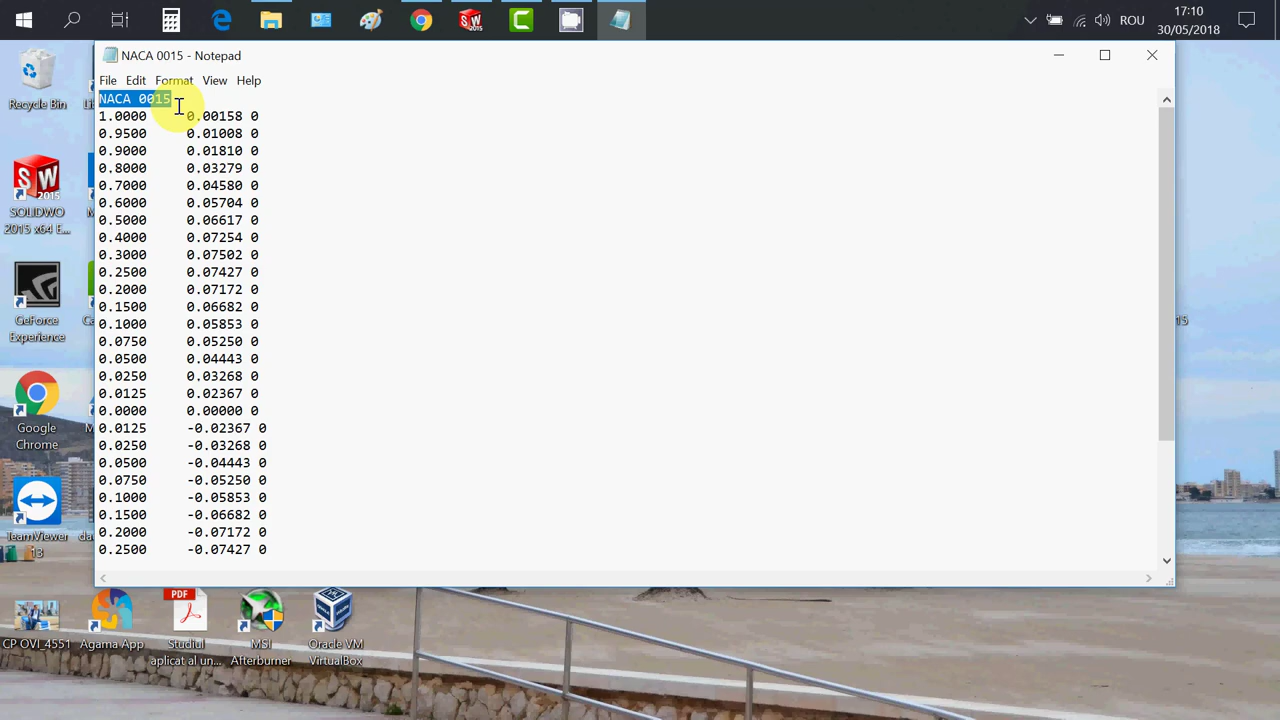 ROU
17:10
30/05/2018
NACA 0015 - Notepad
File Edit Format View Help
NACA 0015
1.0000 0.00158 0
0.9500 0.01008 0
0.9000 0.01810 0
0.8000 0.03279 0
0.7000 0.04580 0
0.6000 0.05704 0
0.5000 0.06617 0
0.4000 0.07254 0
0.3000 0.07502 0
0.2500 0.07427 0
0.2000 0.07172 0
0.1500 0.06682 0
0.1000 0.05853 0
0.0750 0.05250 0
0.0500 0.04443 0
0.0250 0.03268 0
0.0125 0.02367 0
0.0000 0.00000 0
0.0125 -0.02367 0
0.0250 -0.03268 0
0.0500 -0.04443 0
0.0750 -0.05250 0
0.1000 -0.05853 0
0.1500 -0.06682 0
0.2000 -0.07172 0
0.2500 -0.07427 0
Recycle Bin
SW
2015
SOLIDWO
2015 x64 E...
GeForce
Experience
Google
Chrome
TeamViewer
13
15
CP OVI_4551
Agama App
PDF
Studiul
aplicat al un...
MSI
Afterburner
Oracle VM
VirtualBox